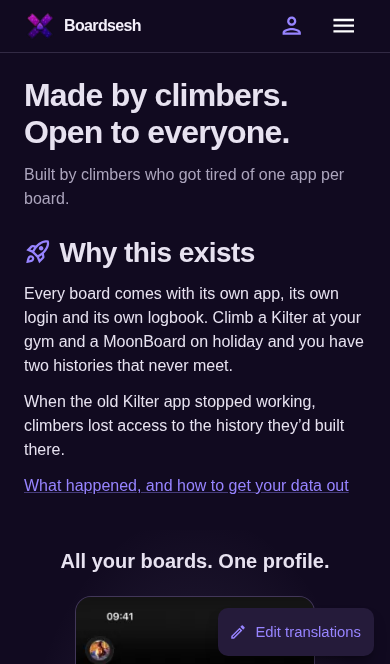 Boardsesh
Made by climbers.
Open to everyone.
Built by climbers who got tired of one app per
board.
Why this exists
Every board comes with its own app, its own
login and its own logbook. Climb a Kilter at your
gym and a MoonBoard on holiday and you have
two histories that never meet.
When the old Kilter app stopped working,
climbers lost access to the history they’d built
there.
What happened, and how to get your data out
All your boards. One profile.
09:41
Edit translations